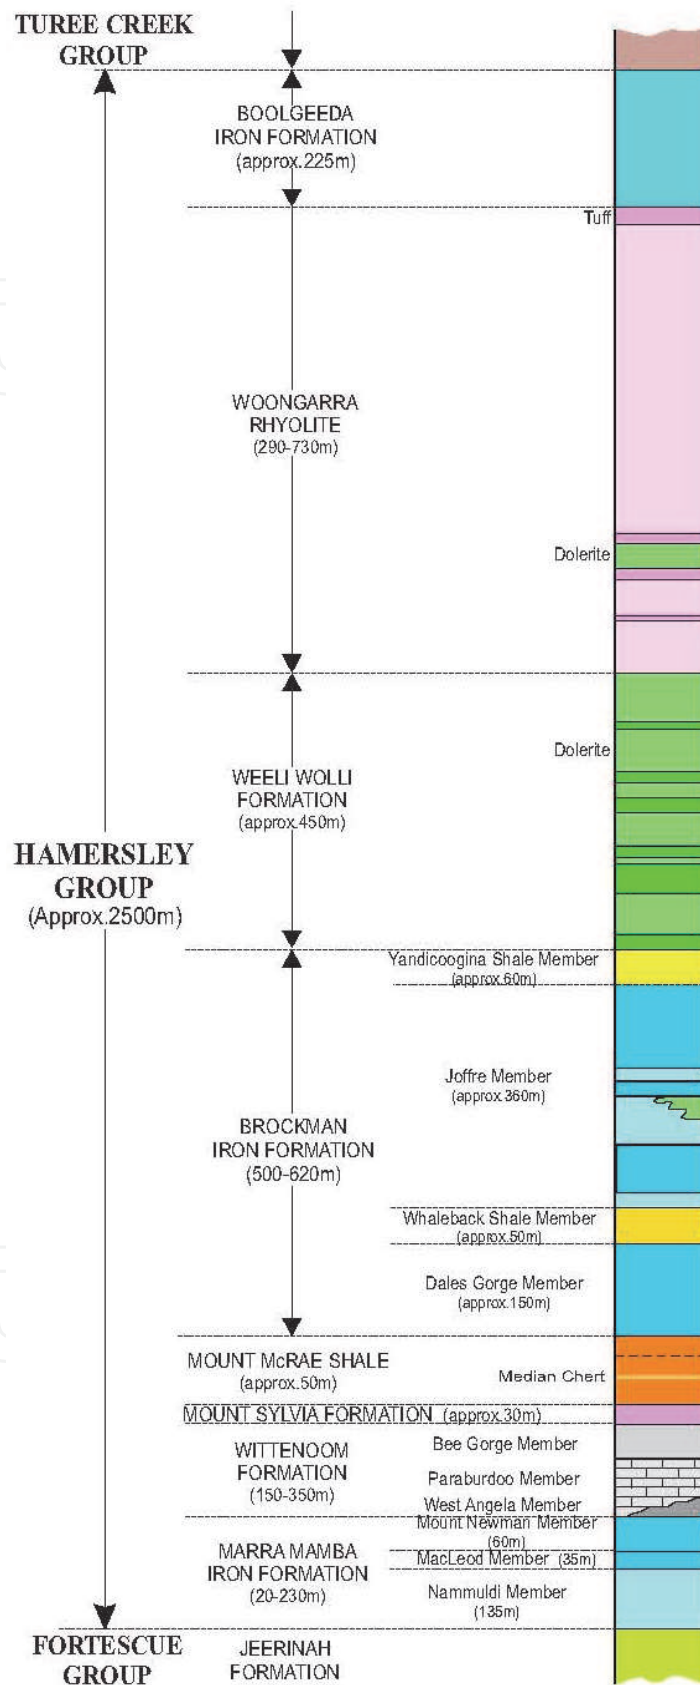 TUREE CREEK
GROUP
BOOLGEEDA
IRON FORMATION
(approx.225m)
Tuff
WOONGARRA
RHYOLITE
(290-730m)
Dolerite
WEELI WOLLI
FORMATION
(approx.450m)
Dolerite
HAMERSLEY
GROUP
(Approx.2500m)
Yandicoogina Shale Member
(approx.60m)
Joffre Member
(approx.360m)
BROCKMAN
IRON FORMATION
(500-620m)
Whaleback Shale Member
(approx.50m)
Dales Gorge Member
(approx.150m)
MOUNT McRAE SHALE
(approx.50m)
Median Chert
MOUNT SYLVIA FORMATION (approx.30m)
WITTENOOM
FORMATION
(150-350m)
Bee Gorge Member
Paraburdoo Member
West Angela Member
MARRA MAMBA
IRON FORMATION
(20-230m)
Mount Newman Member
(60m)
MacLeod Member (35m)
Nammuldi Member
(135m)
FORTESCUE
GROUP
JEERINAH
FORMATION